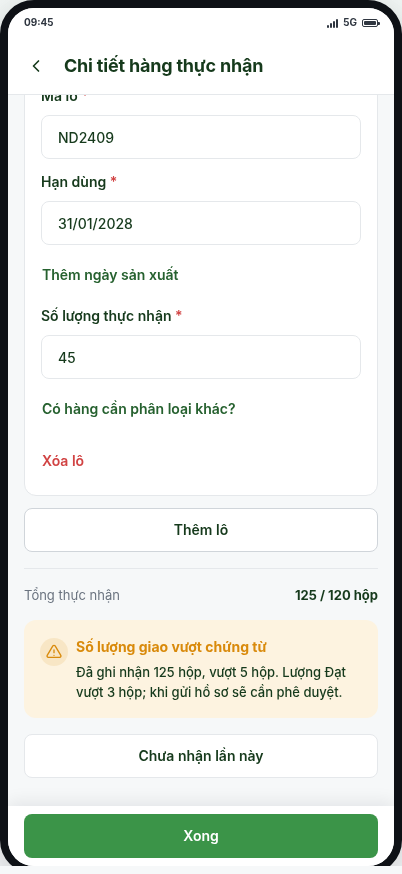 09:45
5G
Chi tiết hàng thực nhận
Mã lô *
ND2409
Hạn dùng *
31/01/2028
Thêm ngày sản xuất
Số lượng thực nhận *
45
Có hàng cần phân loại khác?
Xóa lô
Thêm lô
Tổng thực nhận
125 / 120 hộp
Số lượng giao vượt chứng từ
Đã ghi nhận 125 hộp, vượt 5 hộp. Lượng Đạt
vượt 3 hộp; khi gửi hồ sơ sẽ cần phê duyệt.
Chưa nhận lần này
Xong